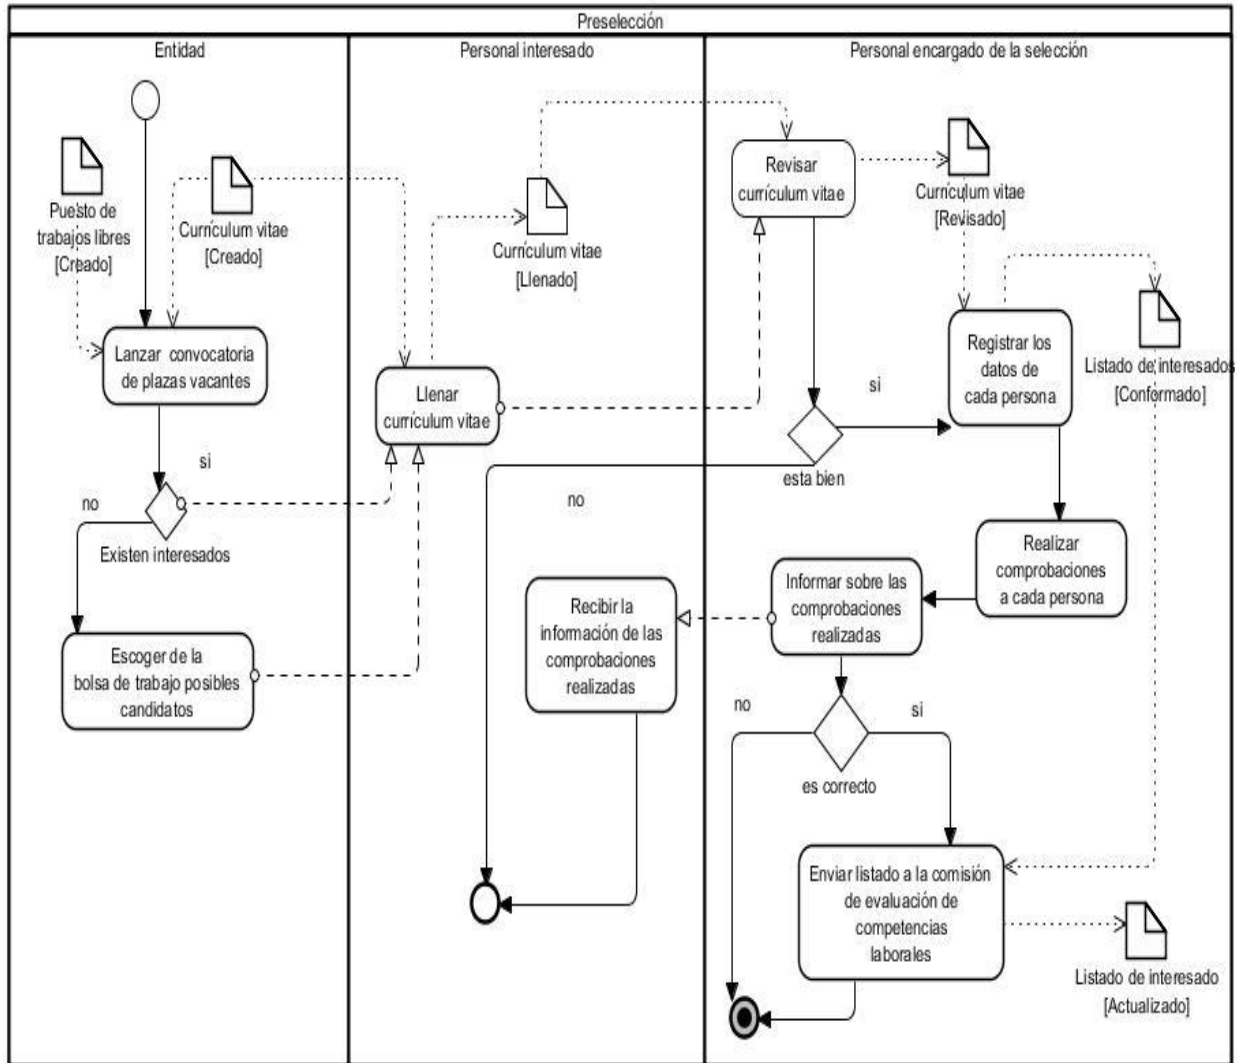 Preselección
Entidad
Personal interesado
Personal encargado de la selección
Puesto de
trabajos libres
[Creado]
Currículum vitae
[Creado]
Lanzar convocatoria
de plazas vacantes
si
no
Existen interesados
Escoger de la
bolsa de trabajo posibles
candidatos
Currículum vitae
[Llenado]
Llenar
currículum vitae
no
Recibir la
información de las
comprobaciones
realizadas
Revisar
currículum vitae
Currículum vitae
[Revisado]
Registrar los
datos de
cada persona
Listado de interesados
[Conformado]
si
esta bien
Realizar
comprobaciones
a cada persona
Informar sobre las
comprobaciones
realizadas
no
si
es correcto
Enviar listado a la comisión
de evaluación de
competencias
laborales
Listado de interesado
[Actualizado]